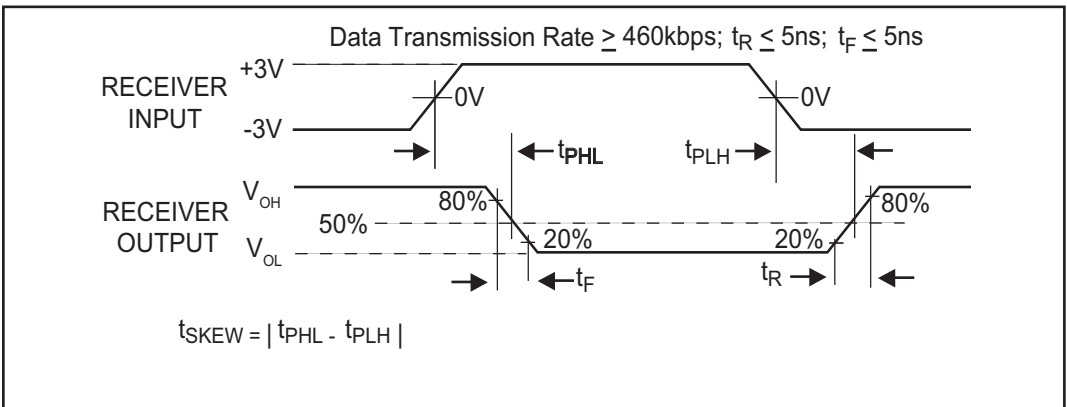 Data Transmission Rate ≥ 460kbps; tR ≤ 5ns; tF ≤ 5ns
+3V
RECEIVER
INPUT
0V
0V
-3V
tPHL
tPLH
VOH
80%
80%
RECEIVER
OUTPUT
50%
VOL
20%
20%
tF
tR
tSKEW = | tPHL - tPLH |